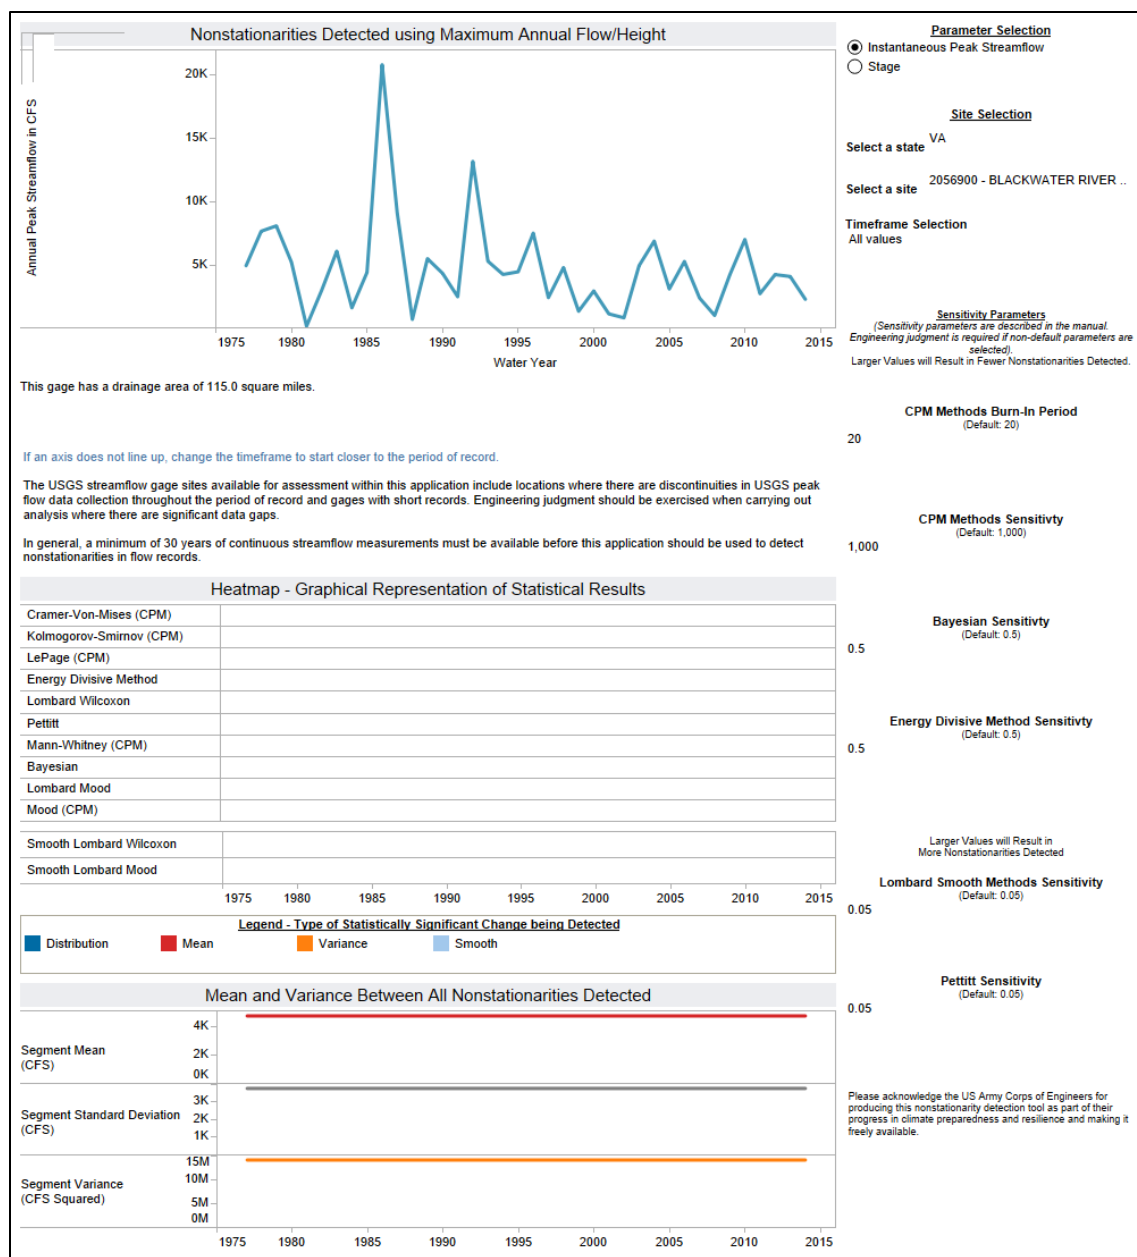 Nonstationarities Detected using Maximum Annual Flow/Height
Annual Peak Streamflow in CFS
20K
15K
10K
5K
1975 1980 1985 1990 1995 2000 2005 2010 2015
Water Year
This gage has a drainage area of 115.0 square miles.
If an axis does not line up, change the timeframe to start closer to the period of record.
The USGS streamflow gage sites available for assessment within this application include locations where there are discontinuities in USGS peak
flow data collection throughout the period of record and gages with short records. Engineering judgment should be exercised when carrying out
analysis where there are significant data gaps.
In general, a minimum of 30 years of continuous streamflow measurements must be available before this application should be used to detect
nonstationarities in flow records.
Heatmap - Graphical Representation of Statistical Results
Cramer-Von-Mises (CPM)
Kolmogorov-Smirnov (CPM)
LePage (CPM)
Energy Divisive Method
Lombard Wilcoxon
Pettitt
Mann-Whitney (CPM)
Bayesian
Lombard Mood
Mood (CPM)
Smooth Lombard Wilcoxon
Smooth Lombard Mood
1975 1980 1985 1990 1995 2000 2005 2010 2015
Legend - Type of Statistically Significant Change being Detected
Distribution Mean Variance Smooth
Mean and Variance Between All Nonstationarities Detected
Segment Mean
(CFS)
4K
2K
0K
Segment Standard Deviation
(CFS)
3K
2K
1K
Segment Variance
(CFS Squared)
15M
10M
5M
0M
1975 1980 1985 1990 1995 2000 2005 2010 2015
Parameter Selection
Instantaneous Peak Streamflow
Stage
Site Selection
Select a state VA
Select a site 2056900 - BLACKWATER RIVER ..
Timeframe Selection
All values
Sensitivity Parameters
(Sensitivity parameters are described in the manual.
Engineering judgment is required if non-default parameters are
selected).
Larger Values will Result in Fewer Nonstationarities Detected.
CPM Methods Burn-In Period
(Default: 20)
20
CPM Methods Sensitivty
(Default: 1,000)
1,000
Bayesian Sensitivty
(Default: 0.5)
0.5
Energy Divisive Method Sensitivty
(Default: 0.5)
0.5
Larger Values will Result in
More Nonstationarities Detected
Lombard Smooth Methods Sensitivity
(Default: 0.05)
0.05
Pettitt Sensitivity
(Default: 0.05)
0.05
Please acknowledge the US Army Corps of Engineers for
producing this nonstationarity detection tool as part of their
progress in climate preparedness and resilience and making it
freely available.